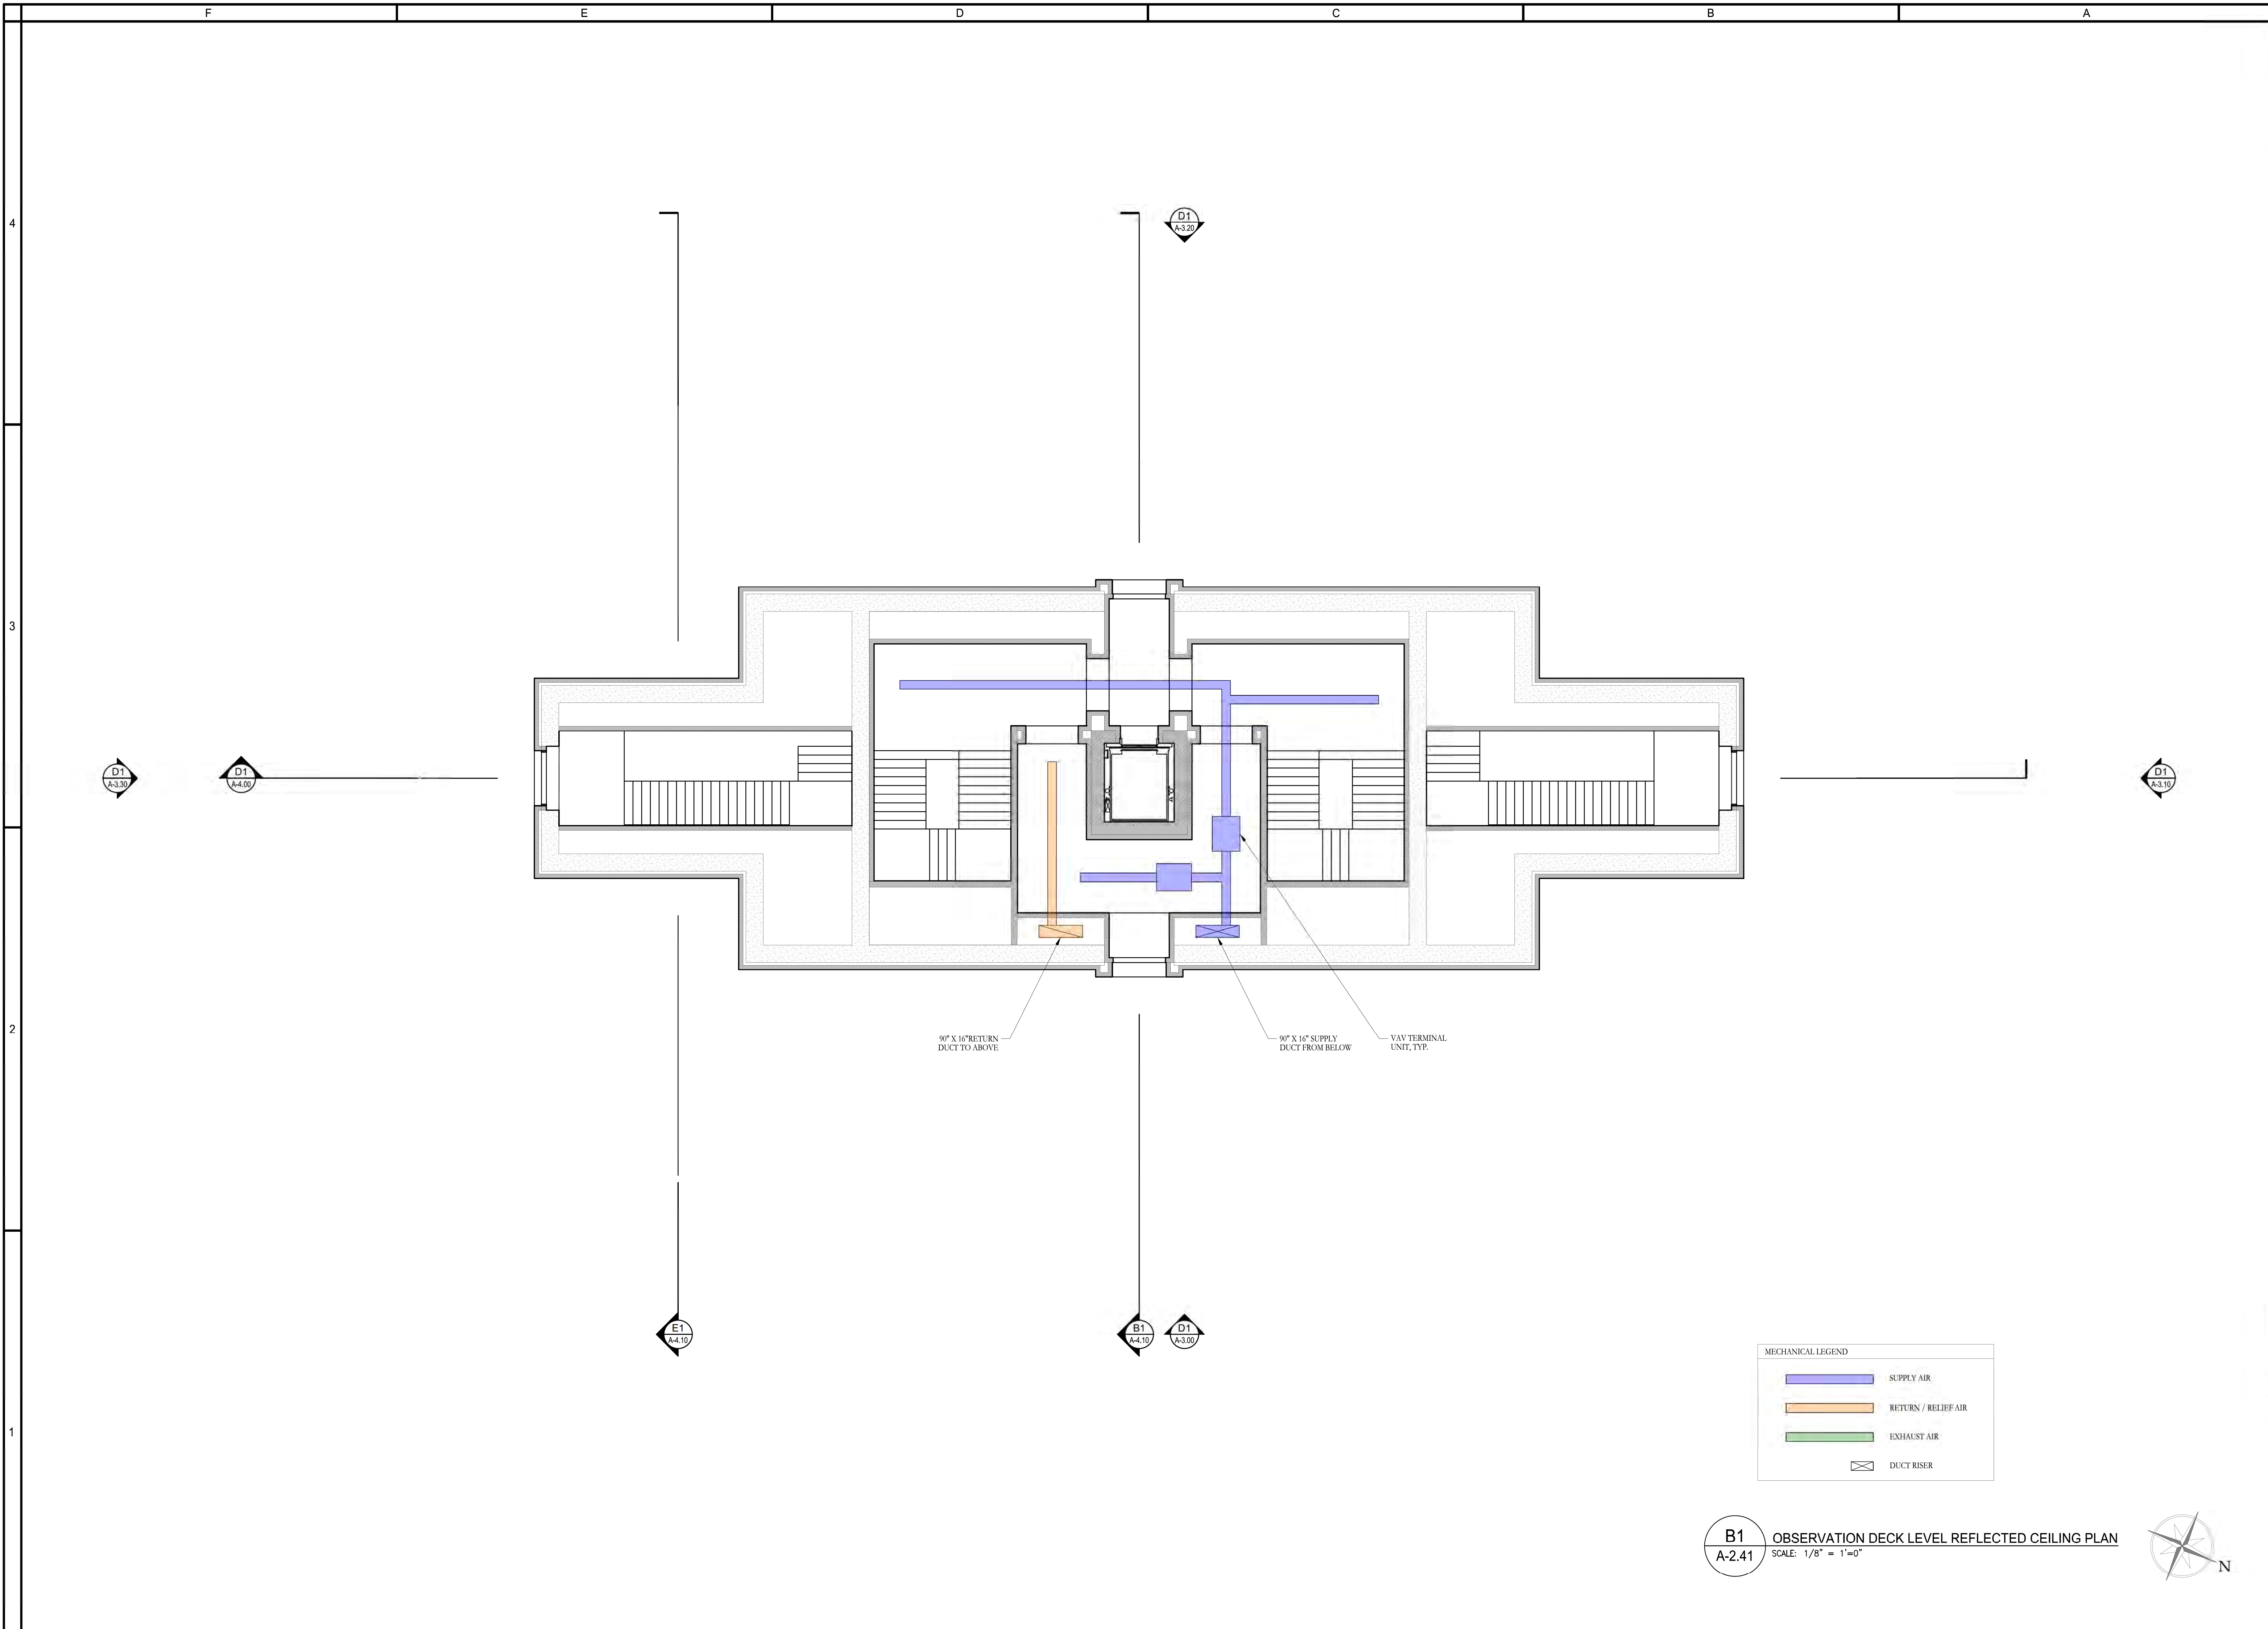 F
E
D
C
B
A
4
3
2
1
D1
A-3.20
D1
A-3.30
D1
A-4.00
D1
A-3.10
90" X 16"RETURN
DUCT TO ABOVE
90" X 16" SUPPLY
DUCT FROM BELOW
VAV TERMINAL
UNIT, TYP.
E1
A-4.10
B1
A-4.10
D1
A-3.00
MECHANICAL LEGEND
SUPPLY AIR
RETURN / RELIEF AIR
EXHAUST AIR
DUCT RISER
B1
A-2.41
OBSERVATION DECK LEVEL REFLECTED CEILING PLAN
SCALE: 1/8" = 1'=0"
N